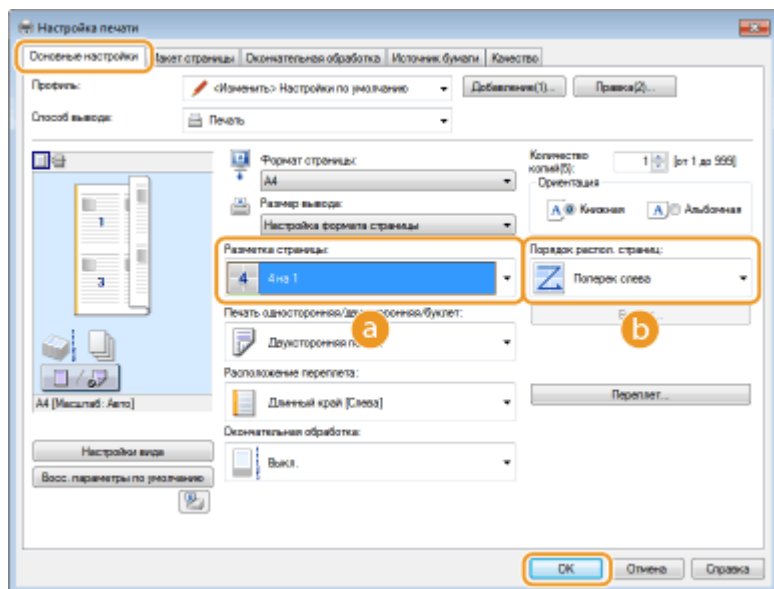 Настройка печати
Основные настройки Макет страницы Окончательная обработка Источник бумаги Качество
Профиль: <Изменить> Настройки по умолчанию Добавление(1)... Правка(2)...
Способ вывода: Печать
Формат страницы:
A4
Размер вывода:
Настройка формата страницы
Количество копий(5): 1 [от 1 до 999]
Ориентация
A Книжная A Альбомная
1
3
Разметка страницы:
4 4 на 1
a
Порядок распол. страниц:
Поперек слева
b
Печать односторонняя/двухсторонняя/буклет:
Двухсторонняя
Расположение переплета:
Длинный край [Слева]
Переплет...
A4 [Масштаб: Авто]
Окончательная обработка:
Выкл.
Настройки вида
Восс. параметры по умолчанию
OK Отмена Справка